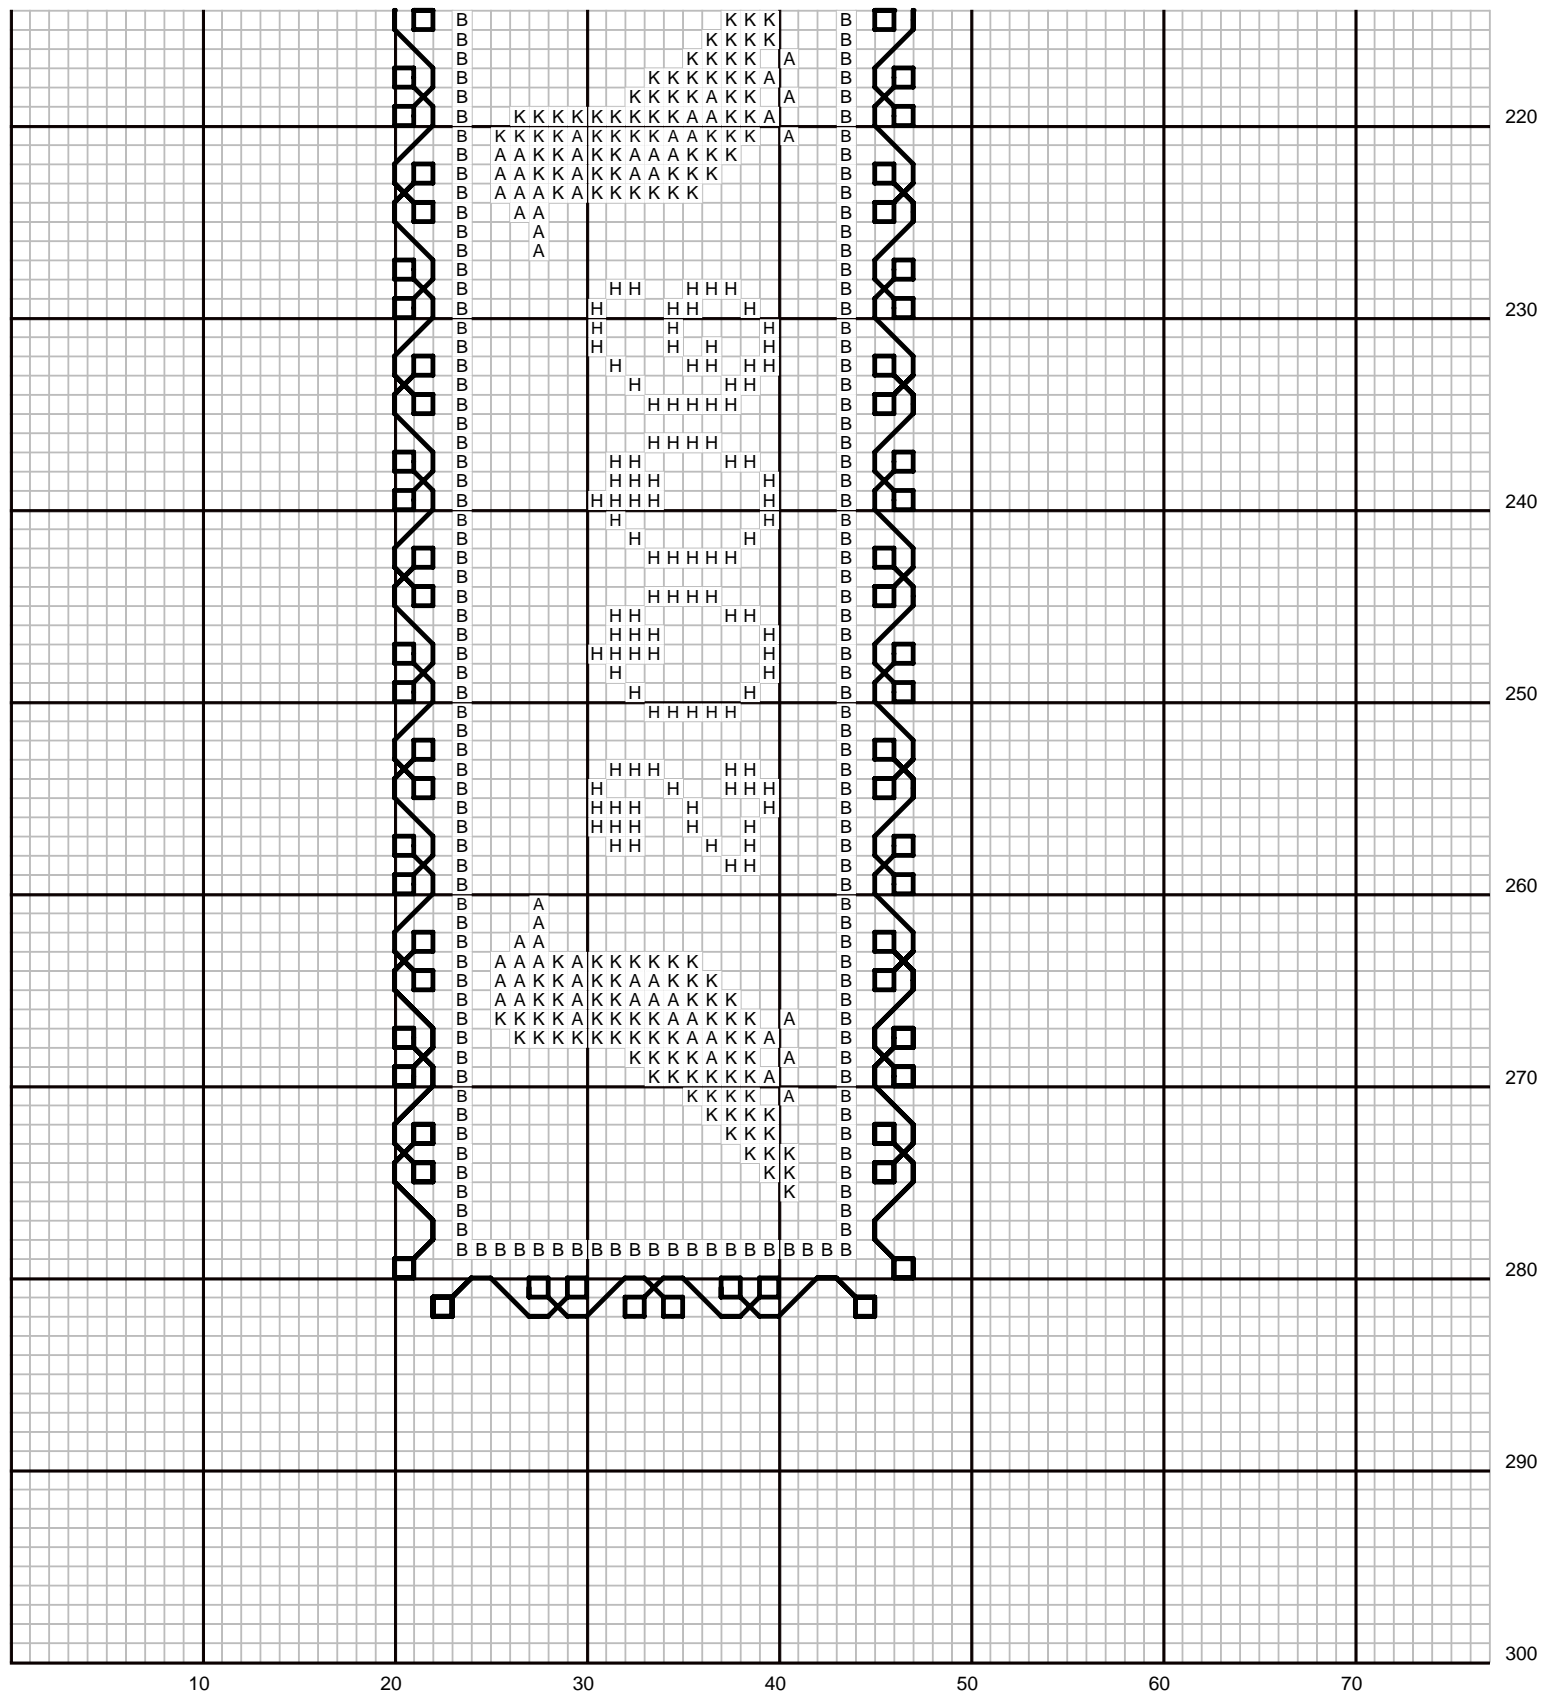 B K K K B
B K K K K B
B K K K K A B
B K K K K K K A B
B K K K K A K K A B
B K K K K K K K K K A A K K A B 220
B K K K K A K K K K A A K K K A B
B A A K K A K K A A A K K K B
B A A K K A K K A A K K K B
B A A A K A K K K K K K B
B A A B
B A B
B A B
B B
B H H H H H B
B H H H H B 230
B H H H B
B H H H H B
B H H H H H B
B H H H B
B H H H H H B
B B
B H H H H B
B H H H H B
B H H H H B
B H H H H H B 240
B H H B
B H H B
B H H H H H B
B B
B H H H H B
B H H H H B
B H H H H B
B H H H H H B
B H H B
B H H B 250
B H H H H H B
B B
B B
B H H H H H B
B H H H H H B
B H H H H H B
B H H H H H B
B H H H H B
B H H B
B B 260
B A B
B A B
B A A B
B A A A K A K K K K K K B
B A A K K A K K A A K K K B
B A A K K A K K A A A K K K B
B K K K K A K K K K A A K K K A B
B K K K K K K K K K A A K K A B
B K K K K A K K A B
B K K K K K K A B 270
B K K K K A B
B K K K K B
B K K K B
B K K K B
B K K B
B K B
B B
B B
B B B B B B B B B B B B B B B B B B B B B
280
290
300
10 20 30 40 50 60 70